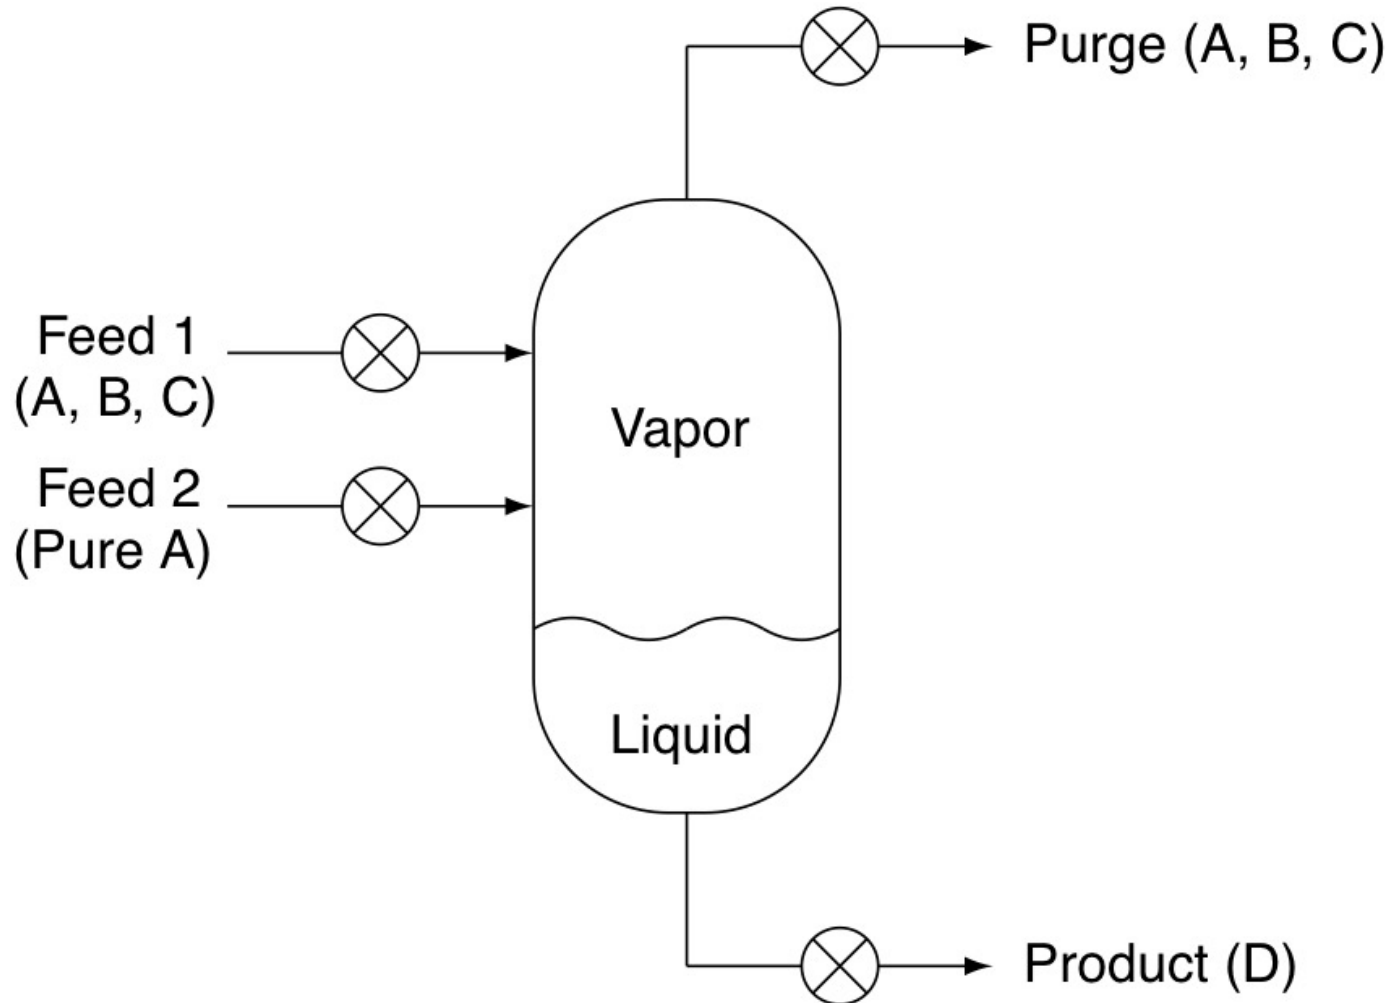 Purge (A, B, C)
Feed 1
(A, B, C)
Vapor
Feed 2
(Pure A)
Liquid
Product (D)